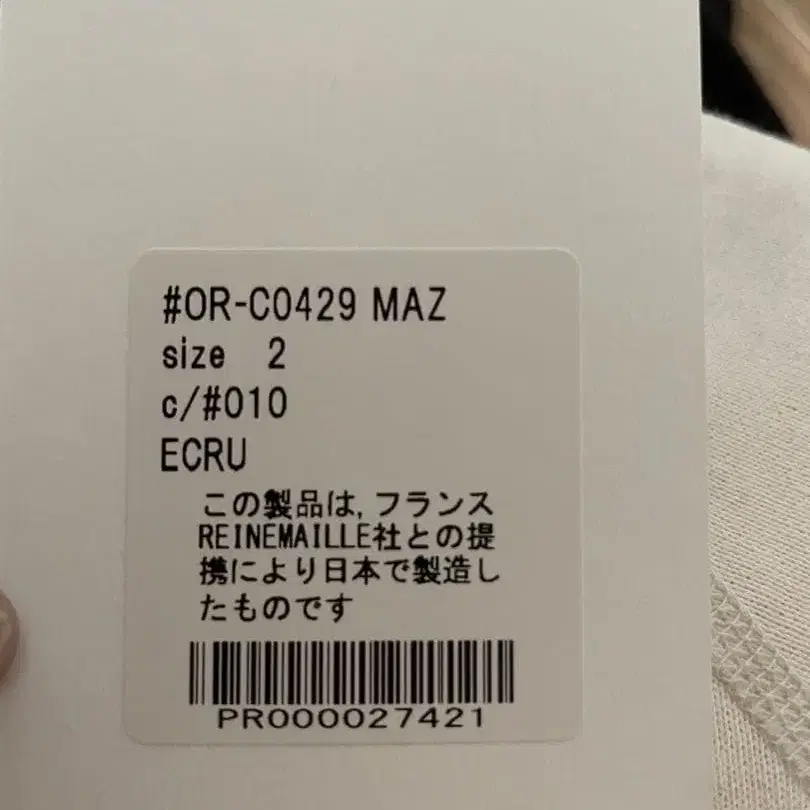 #OR-C0429 MAZ
size 2
c/#010
ECRU
この製品は,フランス
REINEMAILLE社との提
携により日本で製造し
たものです
PR000027421